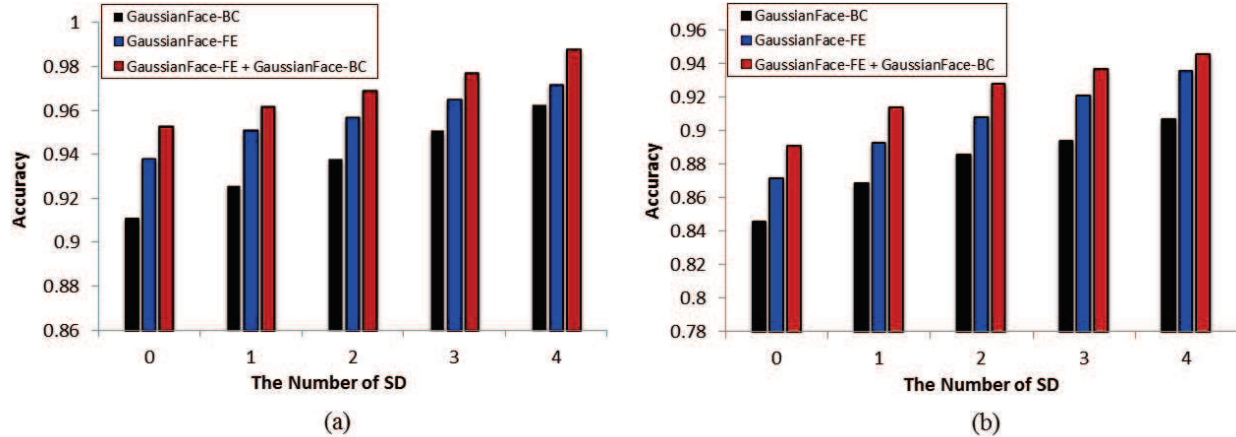 GaussianFace-BC
GaussianFace-FE
GaussianFace-FE + GaussianFace-BC
1
0.98
0.96
0.94
0.92
0.9
0.88
0.86
Accuracy
0 1 2 3 4
The Number of SD
(a)
GaussianFace-BC
GaussianFace-FE
GaussianFace-FE + GaussianFace-BC
0.96
0.94
0.92
0.9
0.88
0.86
0.84
0.82
0.8
0.78
Accuracy
0 1 2 3 4
The Number of SD
(b)